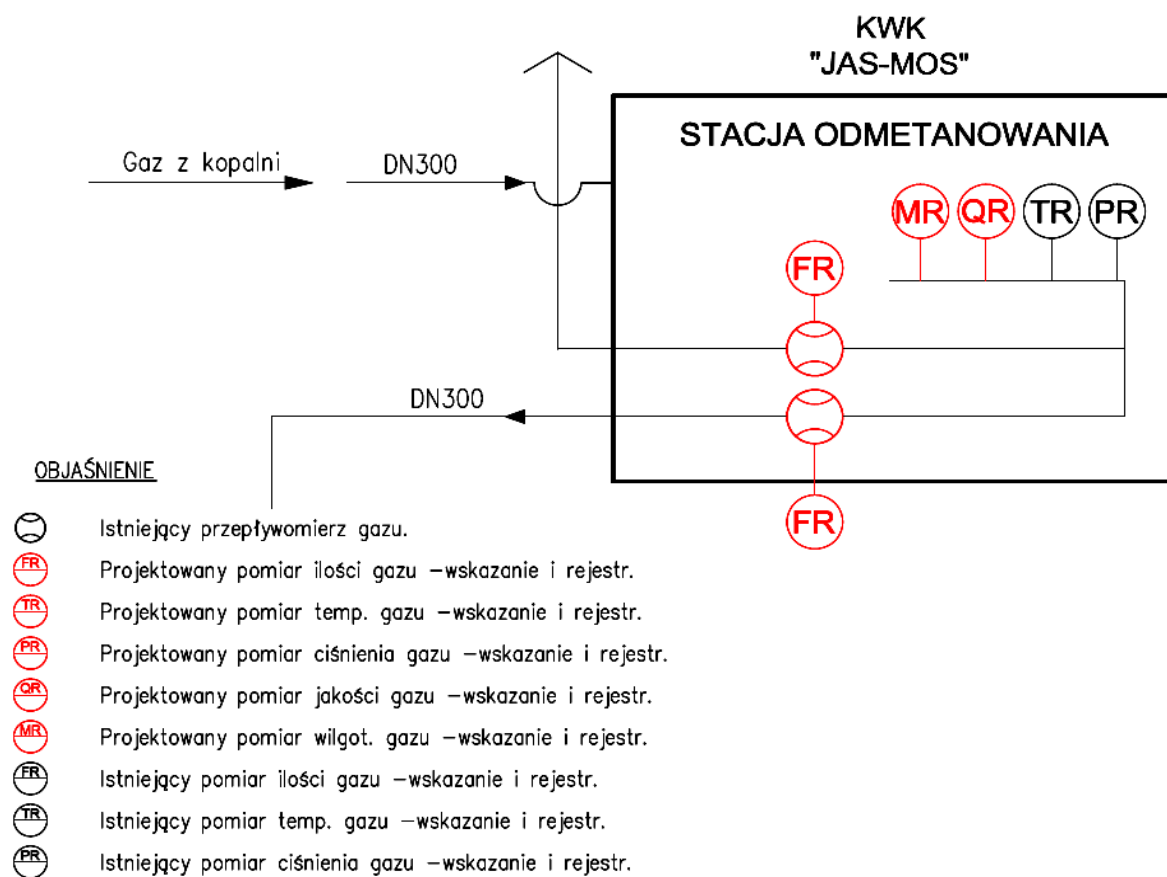 KWK
"JAS-MOS"
STACJA ODMETANOWANIA
Gaz z kopalni
DN300
MR QR TR PR
FR
DN300
FR
OBJAŚNIENIE
Istniejący przepływomierz gazu.
FR Projektowany pomiar ilości gazu –wskazanie i rejestr.
TR Projektowany pomiar temp. gazu –wskazanie i rejestr.
PR Projektowany pomiar ciśnienia gazu –wskazanie i rejestr.
QR Projektowany pomiar jakości gazu –wskazanie i rejestr.
MR Projektowany pomiar wilgot. gazu –wskazanie i rejestr.
FR Istniejący pomiar ilości gazu –wskazanie i rejestr.
TR Istniejący pomiar temp. gazu –wskazanie i rejestr.
PR Istniejący pomiar ciśnienia gazu –wskazanie i rejestr.